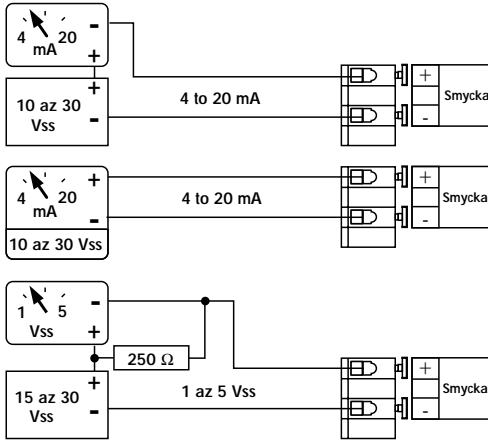 4 20 -
mA
+
+
10 az 30
Vss -
4 to 20 mA
+
Smycka
-
4 20 +
mA
-
10 az 30 Vss
4 to 20 mA
+
Smycka
-
1 5 -
Vss
+
250 Ω
+
15 az 30
Vss -
1 az 5 Vss
+
Smycka
-